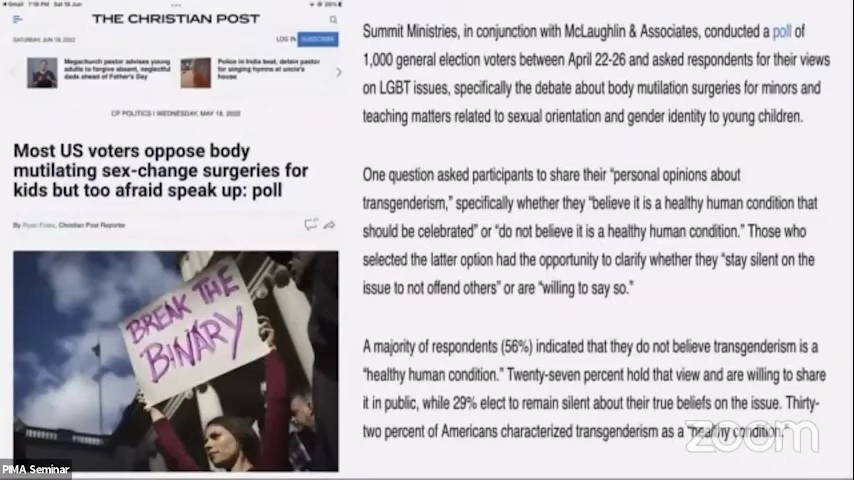 Gmail 7:16 PM Sat 18 Jun
THE CHRISTIAN POST
SATURDAY, JUN 18, 2022
LOG IN
SUBSCRIBE
Megachurch pastor advises young
adults to forgive absent, neglectful
dads ahead of Father's Day
Police in India beat, detain pastor
for singing hymns at uncle's
house
CP POLITICS | WEDNESDAY, MAY 18, 2022
Most US voters oppose body
mutilating sex-change surgeries for
kids but too afraid speak up: poll
By Ryan Foley, Christian Post Reporter
BREAK THE
BINARY
PIMA Seminar
Summit Ministries, in conjunction with McLaughlin & Associates, conducted a poll of
1,000 general election voters between April 22-26 and asked respondents for their views
on LGBT issues, specifically the debate about body mutilation surgeries for minors and
teaching matters related to sexual orientation and gender identity to young children.
One question asked participants to share their “personal opinions about
transgenderism,” specifically whether they “believe it is a healthy human condition that
should be celebrated” or “do not believe it is a healthy human condition.” Those who
selected the latter option had the opportunity to clarify whether they “stay silent on the
issue to not offend others” or are “willing to say so.”
A majority of respondents (56%) indicated that they do not believe transgenderism is a
“healthy human condition.” Twenty-seven percent hold that view and are willing to share
it in public, while 29% elect to remain silent about their true beliefs on the issue. Thirty-
two percent of Americans characterized transgenderism as a “healthy condition.”
zoom